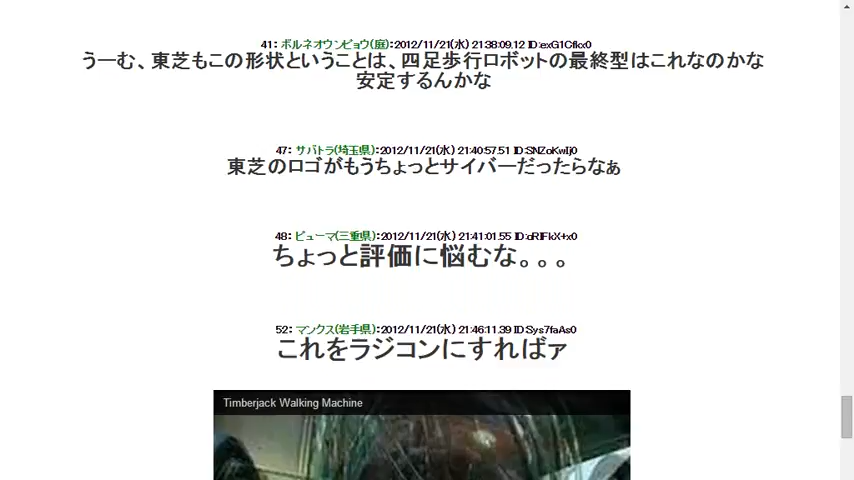 41: ボルネオウンピョウ(庭):2012/11/21(水) 21:38:09.12 ID:exG1Cfkx0
うーむ、東芝もこの形状ということは、四足歩行ロボットの最終型はこれなのかな
安定するんかな
47: サバトラ(埼玉県):2012/11/21(水) 21:40:57.51 ID:SNZoKwIj0
東芝のロゴがもうちょっとサイバーだったらなぁ
48: ピューマ(三重県):2012/11/21(水) 21:41:01.55 ID:aRlFkX+x0
ちょっと評価に悩むな。。。
52: マンクス(岩手県):2012/11/21(水) 21:46:11.39 ID:Sys7faAs0
これをラジコンにすればァ
Timberjack Walking Machine